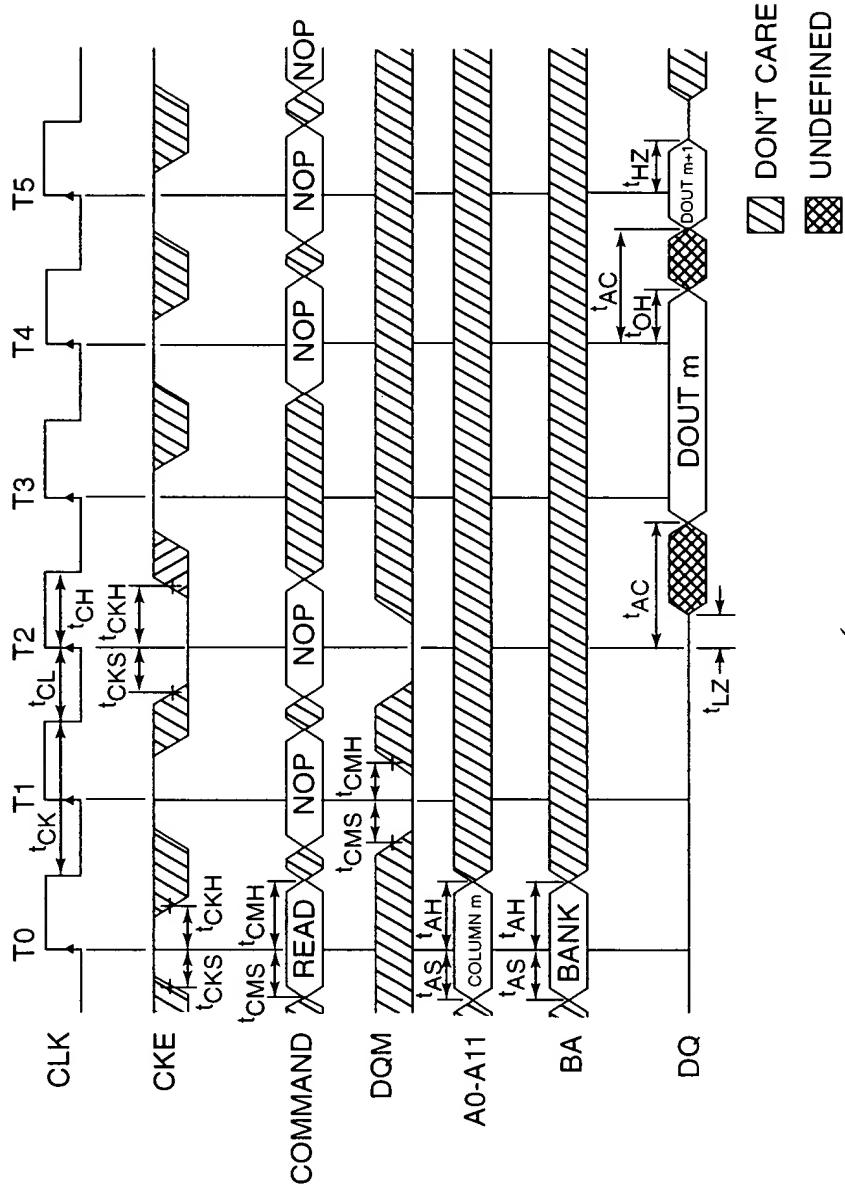 T0 T1 T2 T3 T4 T5
CLK
tCK tCL tCH
CKE
tCKS tCKH tCKS tCKH
tCMS tCMH
COMMAND
READ NOP NOP NOP NOP NOP
DQM
tCMS tCMH
tAS tAH
A0-A11
COLUMN m
tAS tAH
BA
BANK
tAC tAC
tOH tHZ
DQ
DOUT m DOUT m+1
tLZ
DON'T CARE
UNDEFINED